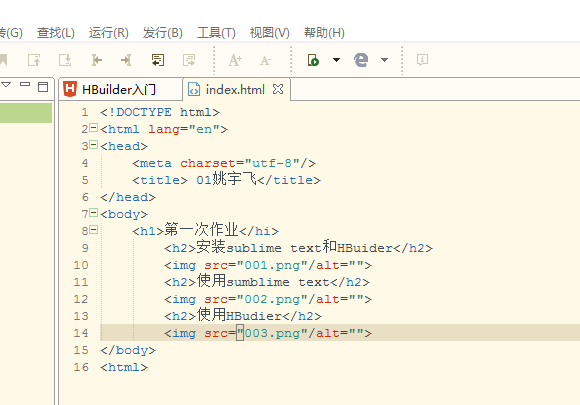 转(G) 查找(L) 运行(R) 发行(B) 工具(T) 视图(V) 帮助(H)
HBuilder入门 index.html
1 <!DOCTYPE html>
2 <html lang="en">
3 <head>
4 <meta charset="utf-8"/>
5 <title> 01姚宇飞</title>
6 </head>
7 <body>
8 <h1>第一次作业</hi>
9 <h2>安装sublime text和HBuider</h2>
10 <img src="001.png"/alt="">
11 <h2>使用sumblime text</h2>
12 <img src="002.png"/alt="">
13 <h2>使用HBudier</h2>
14 <img src="003.png"/alt="">
15 </body>
16 <html>